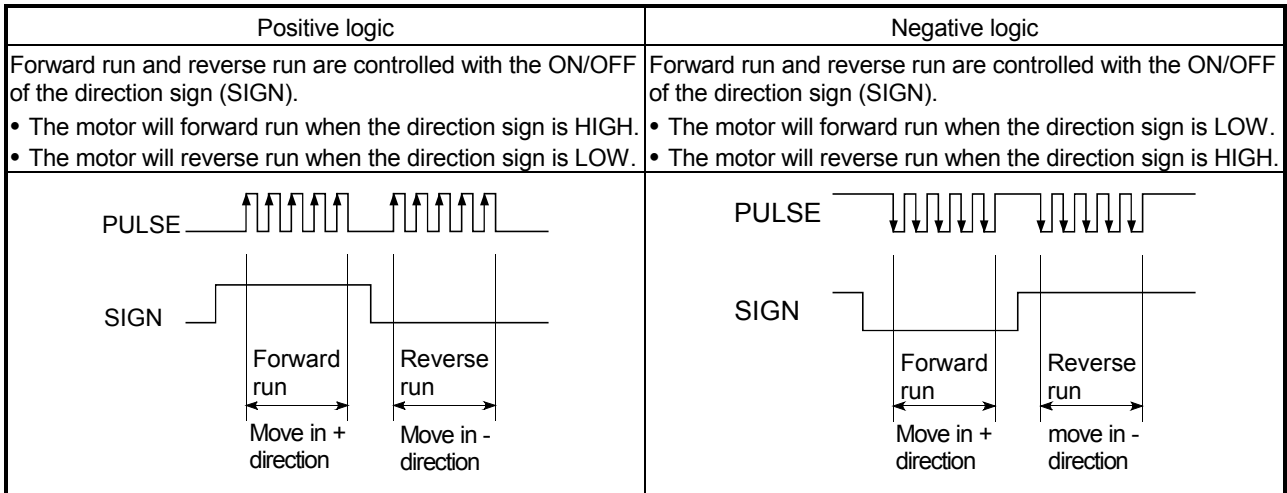 Positive logic
Negative logic
Forward run and reverse run are controlled with the ON/OFF
of the direction sign (SIGN).
• The motor will forward run when the direction sign is HIGH.
• The motor will reverse run when the direction sign is LOW.
Forward run and reverse run are controlled with the ON/OFF
of the direction sign (SIGN).
• The motor will forward run when the direction sign is LOW.
• The motor will reverse run when the direction sign is HIGH.
PULSE
SIGN
Forward
run
Reverse
run
Move in +
direction
Move in -
direction
PULSE
SIGN
Forward
run
Reverse
run
Move in +
direction
move in -
direction